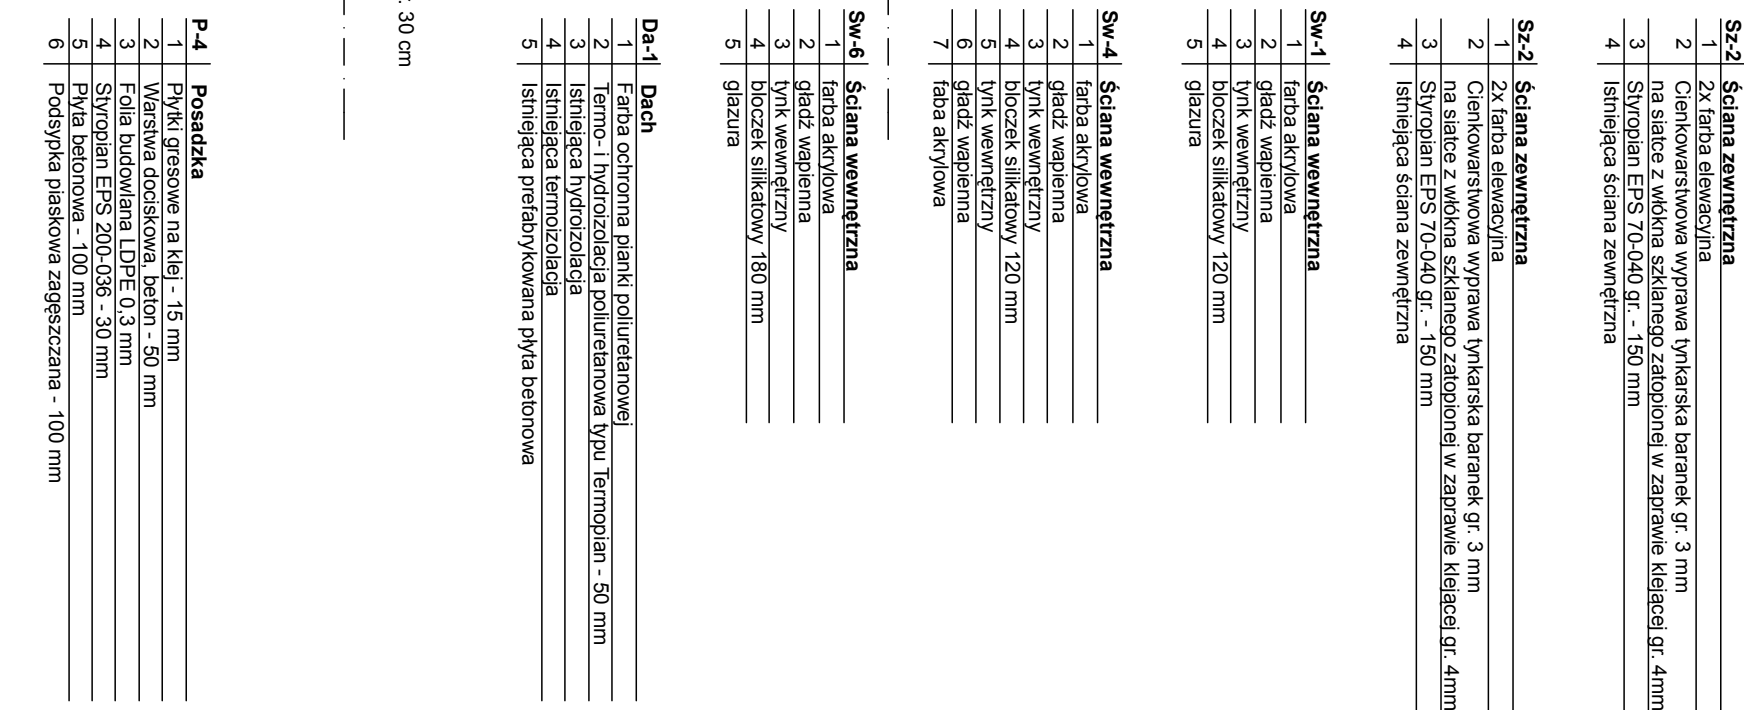 Sz-2 Ściana zewnętrzna
1 2x farba elewacyjna
2 Cienkowarstwowa wyprawa tynkarska baranek gr. 3 mm
na siatce z włókna szklanego zatopionej w zaprawie klejącej gr. 4mm
3 Styropian EPS 70-040 gr. - 150 mm
4 Istniejąca ściana zewnętrzna
Sz-2 Ściana zewnętrzna
1 2x farba elewacyjna
2 Cienkowarstwowa wyprawa tynkarska baranek gr. 3 mm
na siatce z włókna szklanego zatopionej w zaprawie klejącej gr. 4mm
3 Styropian EPS 70-040 gr. - 150 mm
4 Istniejąca ściana zewnętrzna
Sw-1 Ściana wewnętrzna
1 farba akrylowa
2 gładź wapienna
3 tynk wewnętrzny
4 bloczek silikatowy 120 mm
5 glazura
Sw-4 Ściana wewnętrzna
1 farba akrylowa
2 gładź wapienna
3 tynk wewnętrzny
4 bloczek silikatowy 120 mm
5 tynk wewnętrzny
6 gładź wapienna
7 faba akrylowa
Sw-6 Ściana wewnętrzna
1 farba akrylowa
2 gładź wapienna
3 tynk wewnętrzny
4 bloczek silikatowy 180 mm
5 glazura
Da-1 Dach
1 Farba ochronna pianki poliuretanowej
2 Termo- i hydroizolacja poliuretanowa typu Termopian - 50 mm
3 Istniejąca hydroizolacja
4 Istniejąca termoizolacja
5 Istniejąca prefabrykowana płyta betonowa
: 30 cm
P-4 Posadzka
1 Płytki gresowe na klej - 15 mm
2 Warstwa dociskowa, beton - 50 mm
3 Folia budowlana LDPE 0,3 mm
4 Styropian EPS 200-036 - 30 mm
5 Płyta betonowa - 100 mm
6 Podsypka piaskowa zagęszczana - 100 mm